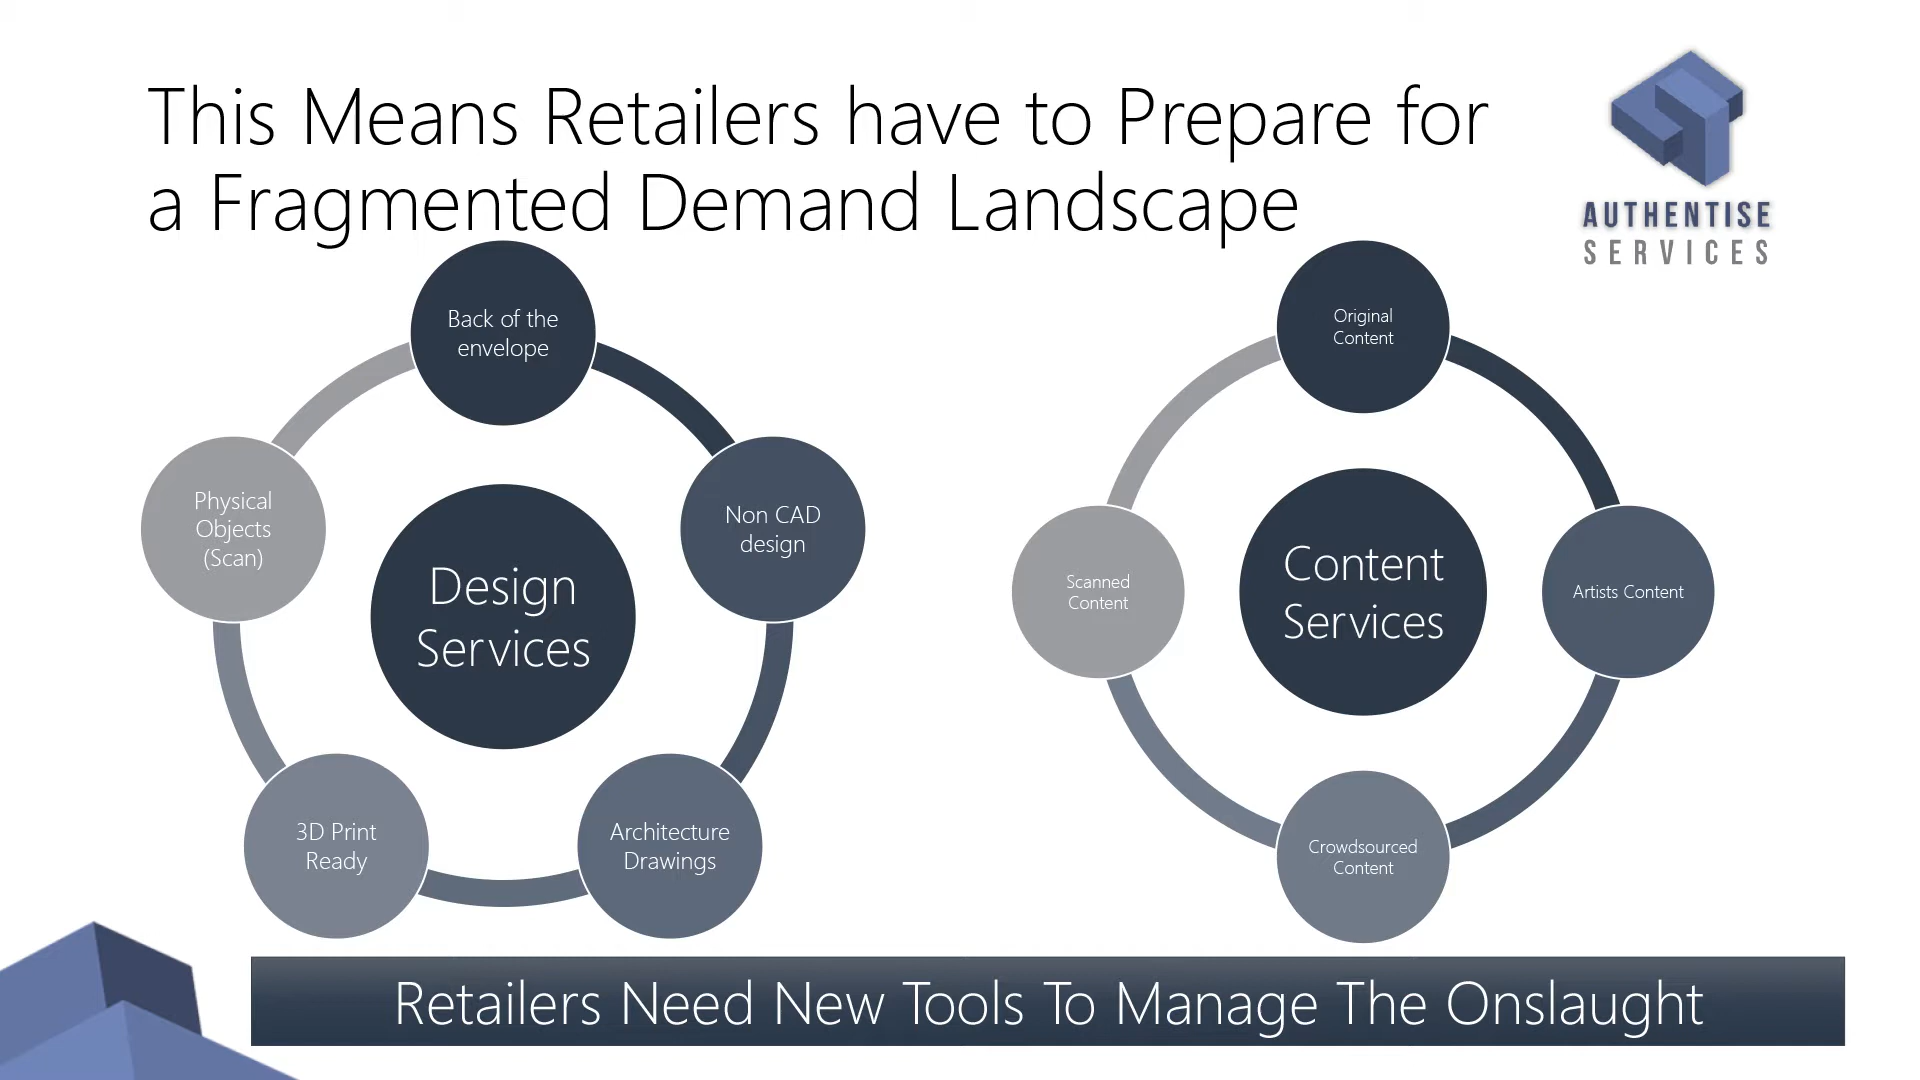 This Means Retailers have to Prepare for
a Fragmented Demand Landscape
AUTHENTISE
SERVICES
Back of the
envelope
Non CAD
design
Architecture
Drawings
3D Print
Ready
Physical
Objects
(Scan)
Design
Services
Original
Content
Artists Content
Crowdsourced
Content
Scanned
Content
Content
Services
Retailers Need New Tools To Manage The Onslaught